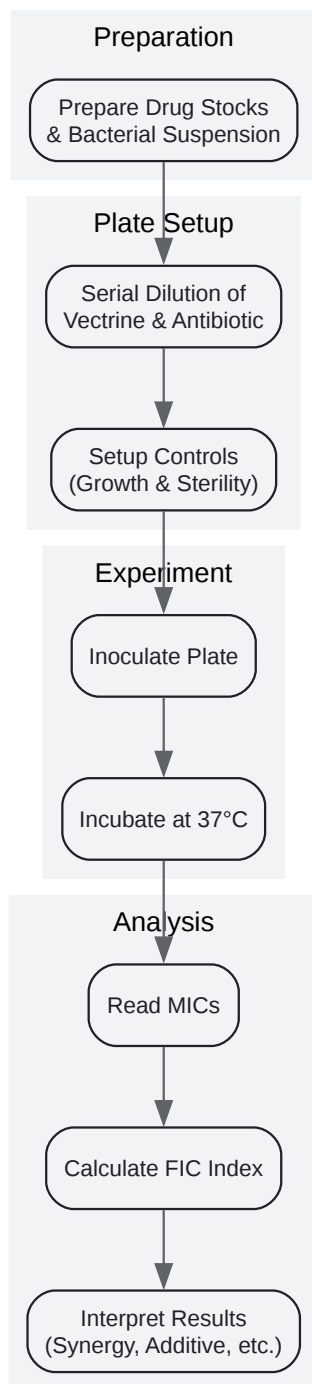 Preparation
Prepare Drug Stocks
& Bacterial Suspension
Plate Setup
Serial Dilution of
Vectrine & Antibiotic
Setup Controls
(Growth & Sterility)
Experiment
Inoculate Plate
Incubate at 37°C
Analysis
Read MICs
Calculate FIC Index
Interpret Results
(Synergy, Additive, etc.)